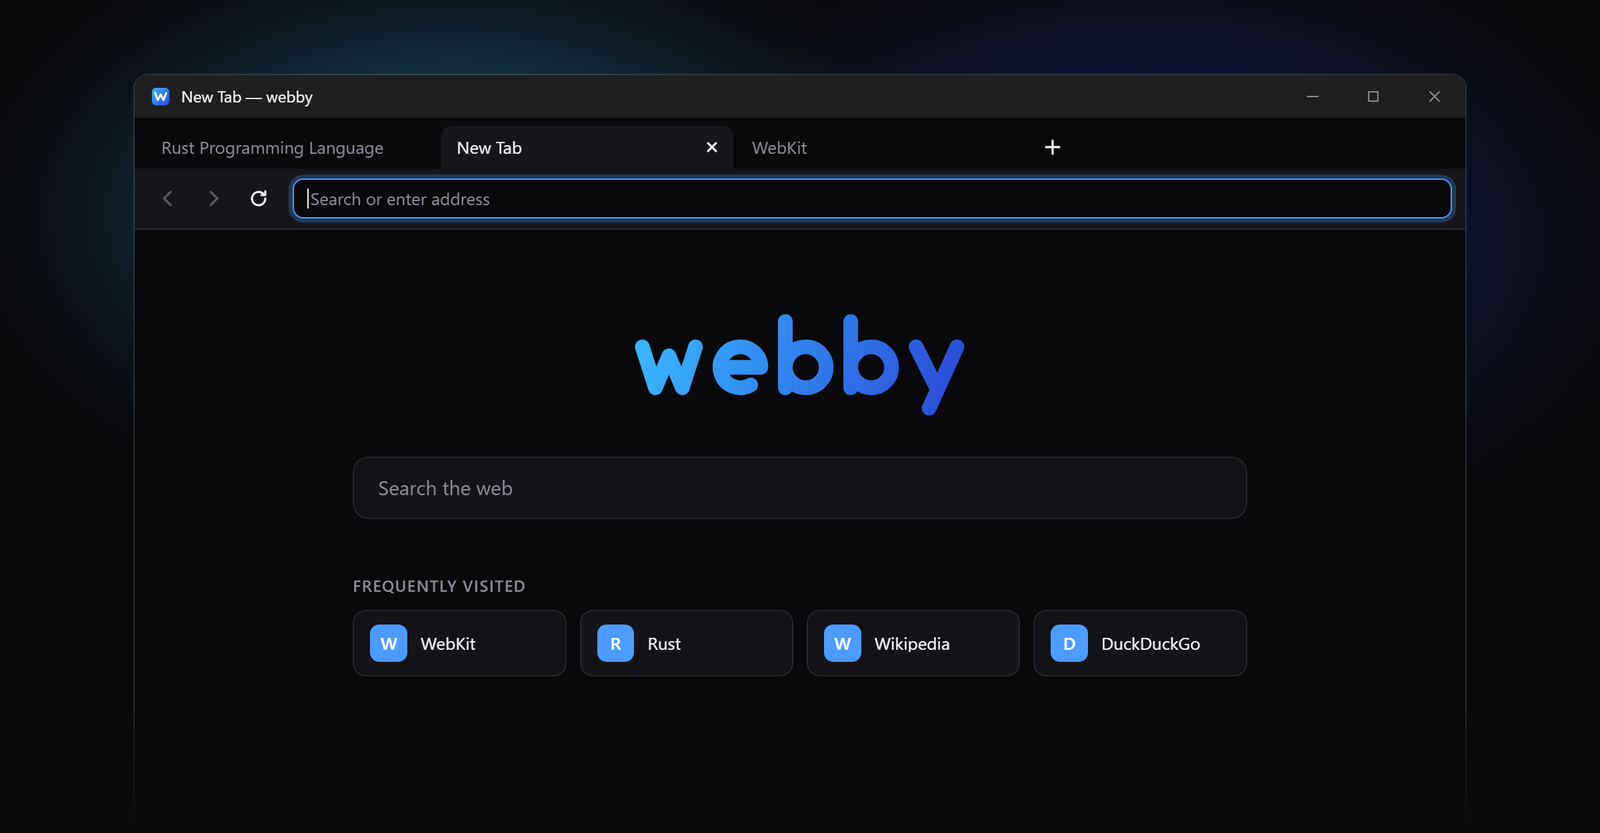 New Tab — webby
Rust Programming Language
New Tab
WebKit
Search or enter address
webby
Search the web
FREQUENTLY VISITED
W WebKit
R Rust
W Wikipedia
D DuckDuckGo